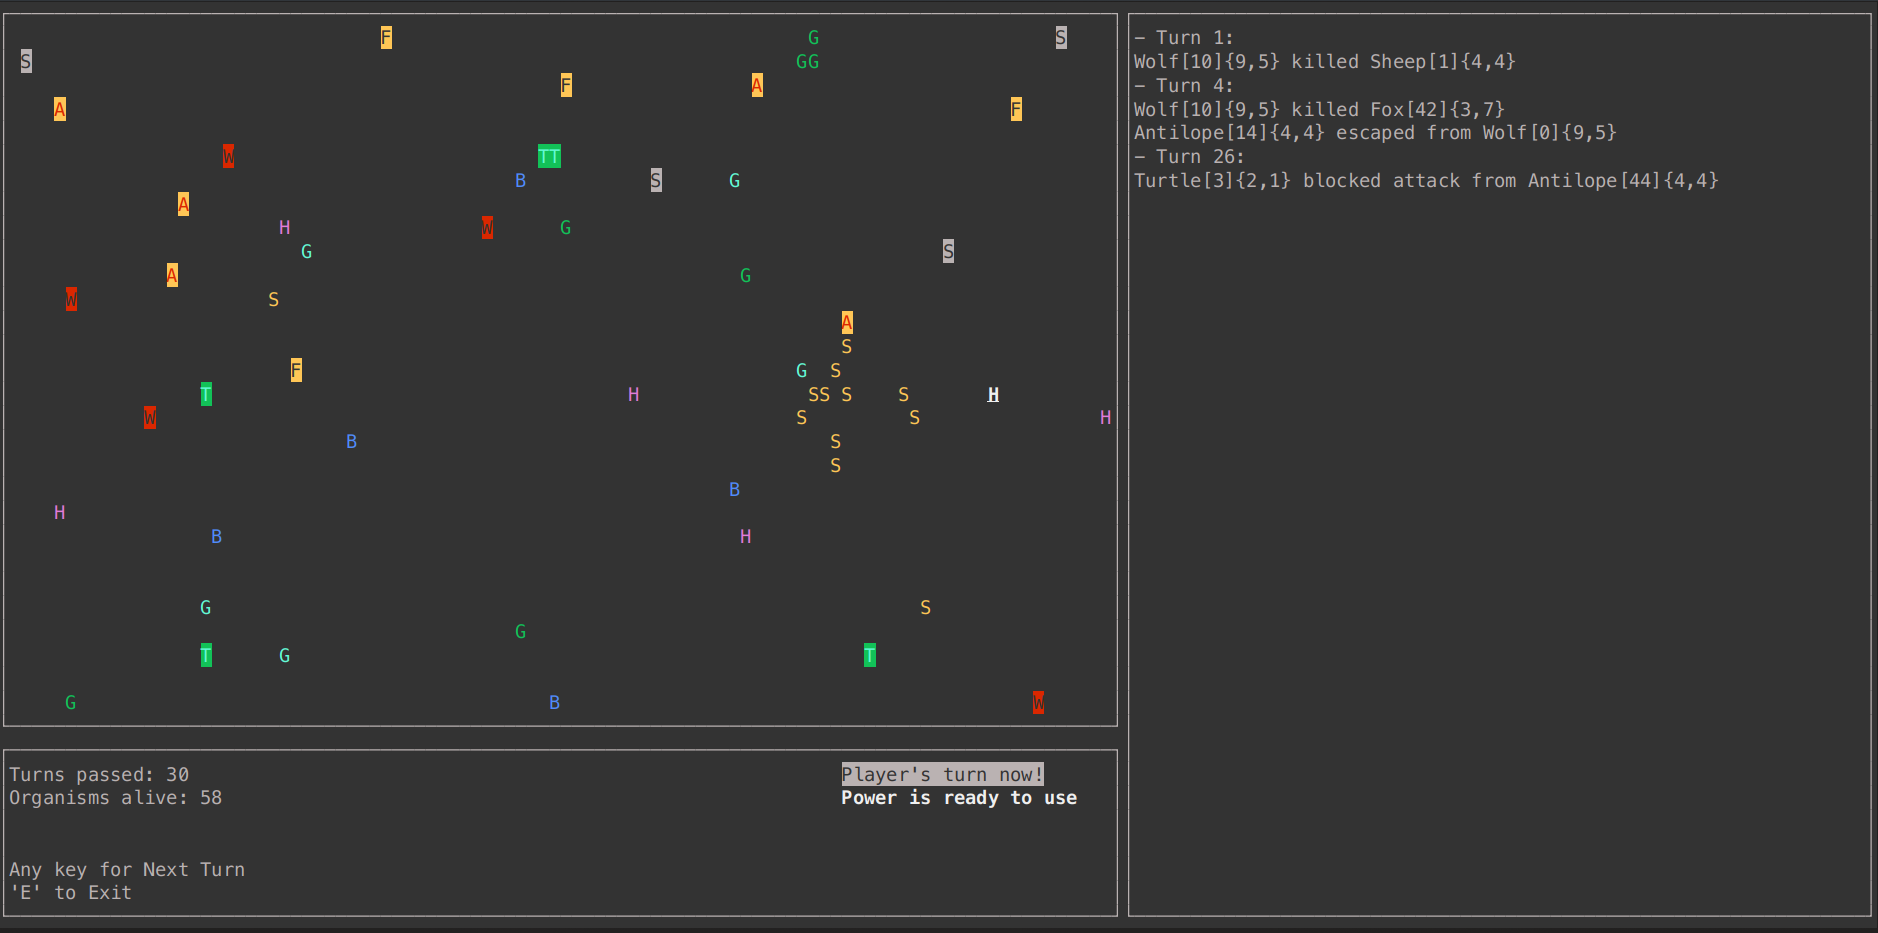 F G S
S GG
F A
A F
W TT
B S G
A
H W G
G
S
A G
W S
A
S
F G S
T H SS S S H
W S S H
B S
S
B
H
B H
G S
G
T G T
G B W
Turns passed: 30 Player's turn now!
Organisms alive: 58 Power is ready to use
Any key for Next Turn
'E' to Exit
– Turn 1:
Wolf[10]{9,5} killed Sheep[1]{4,4}
– Turn 4:
Wolf[10]{9,5} killed Fox[42]{3,7}
Antilope[14]{4,4} escaped from Wolf[0]{9,5}
– Turn 26:
Turtle[3]{2,1} blocked attack from Antilope[44]{4,4}